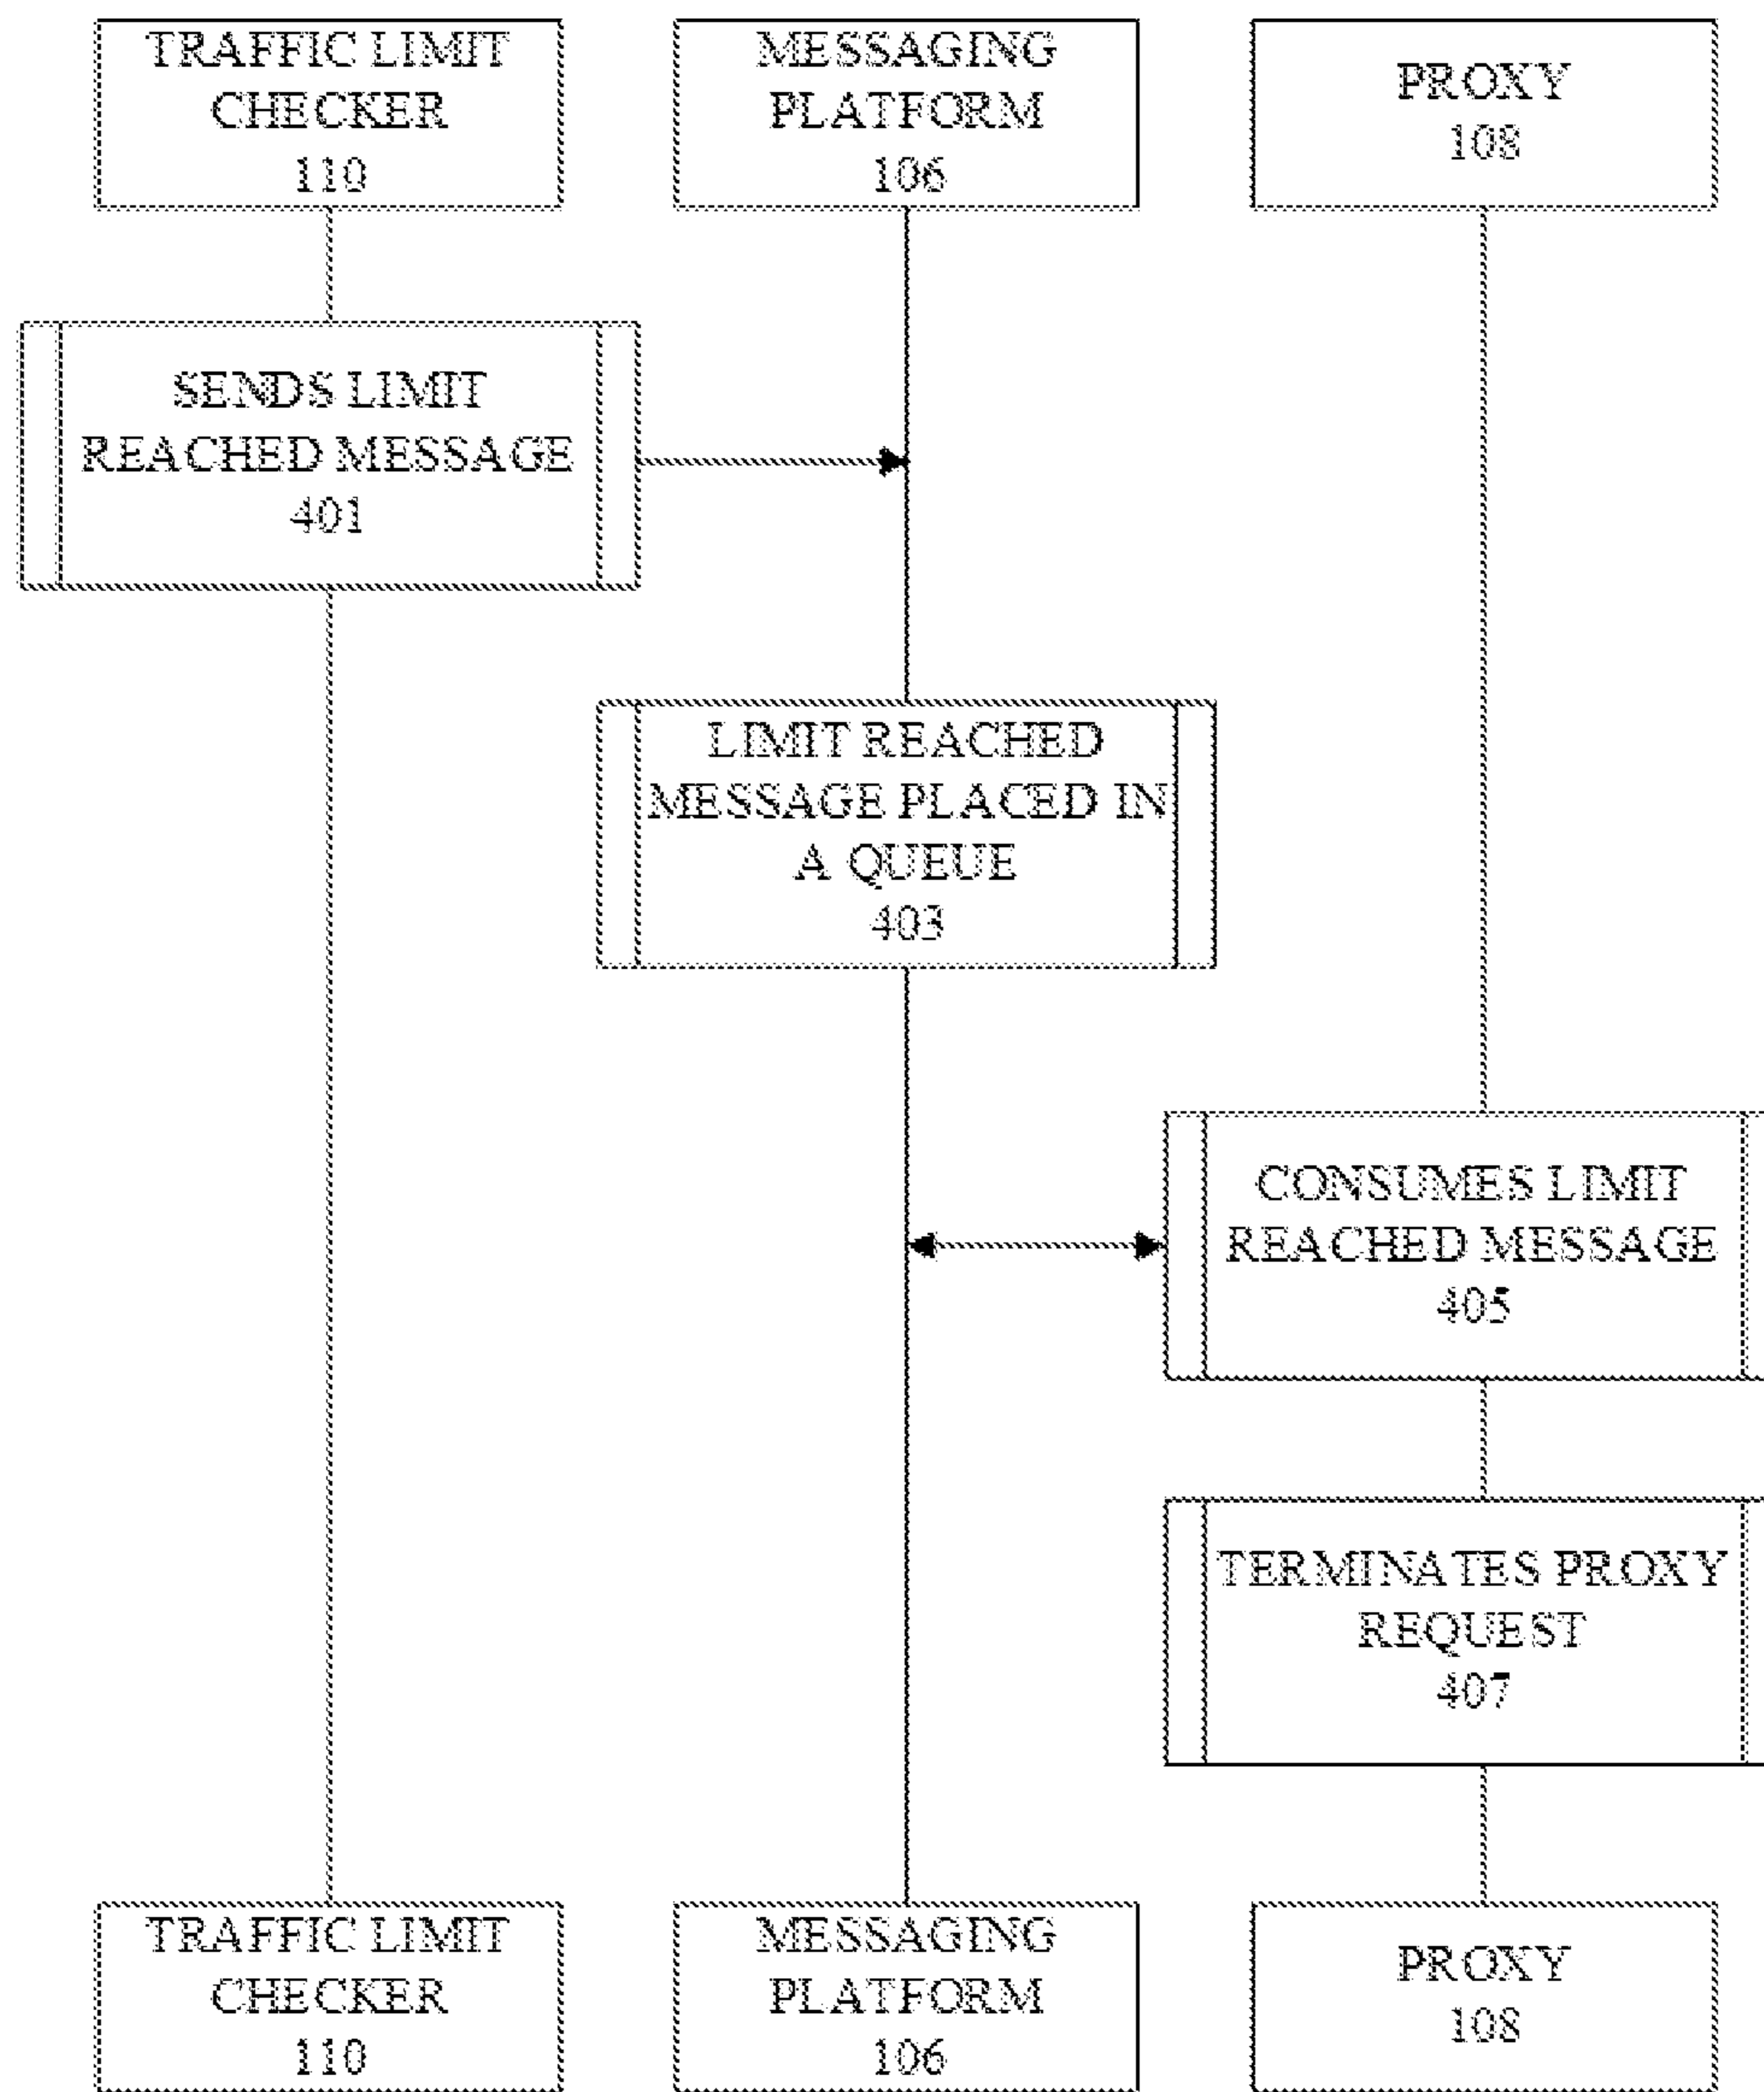 TRAFFIC LIMIT
CHECKER
110
MESSAGING
PLATFORM
106
PROXY
108
SENDS LIMIT
REACHED MESSAGE
401
LIMIT REACHED
MESSAGE PLACED IN
A QUEUE
403
CONSUMES LIMIT
REACHED MESSAGE
405
TERMINATES PROXY
REQUEST
407
TRAFFIC LIMIT
CHECKER
110
MESSAGING
PLATFORM
106
PROXY
108